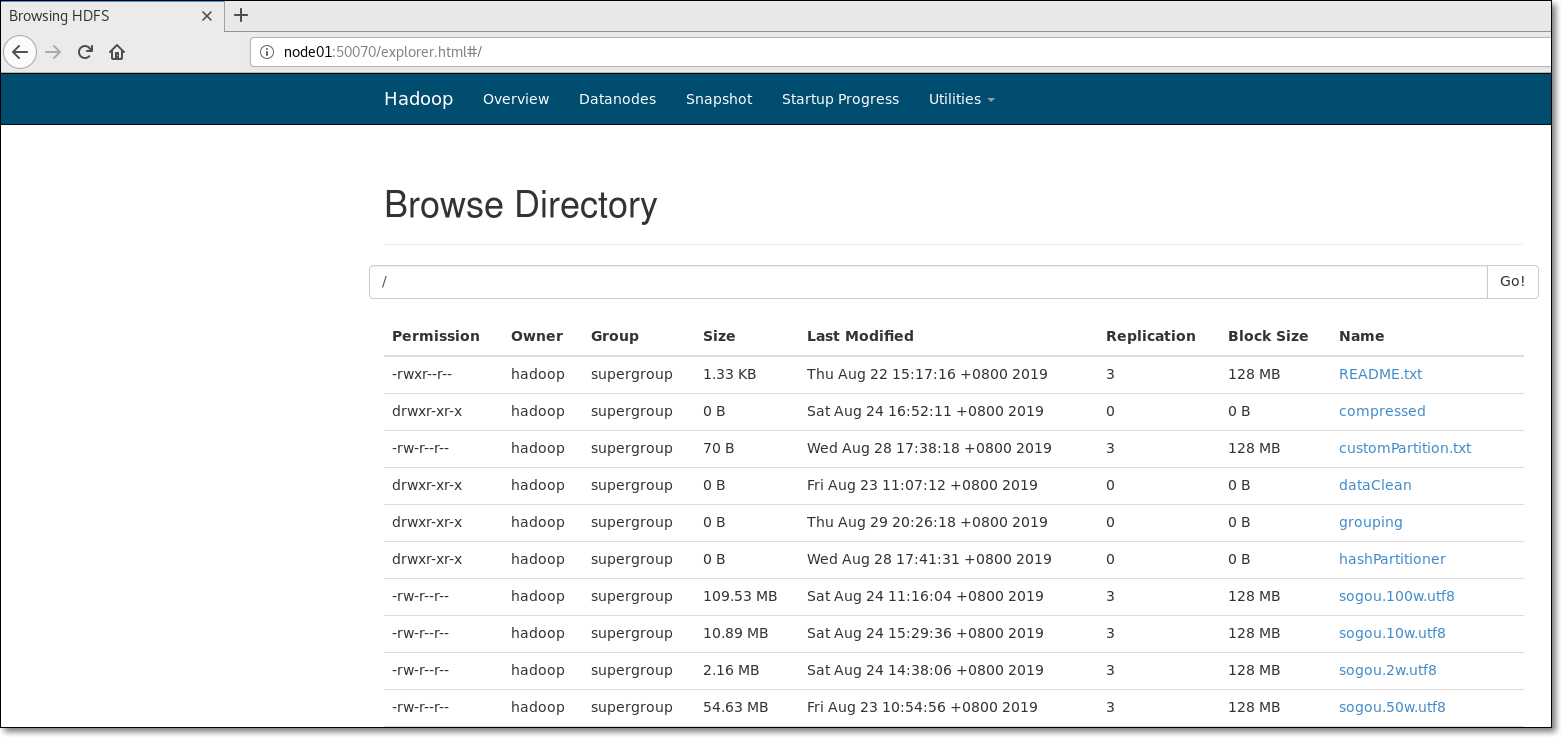 Browsing HDFS
node01:50070/explorer.html#/
Hadoop Overview Datanodes Snapshot Startup Progress Utilities
Browse Directory
/ Go!
Permission Owner Group Size Last Modified Replication Block Size Name
-rwxr--r-- hadoop supergroup 1.33 KB Thu Aug 22 15:17:16 +0800 2019 3 128 MB README.txt
drwxr-xr-x hadoop supergroup 0 B Sat Aug 24 16:52:11 +0800 2019 0 0 B compressed
-rw-r--r-- hadoop supergroup 70 B Wed Aug 28 17:38:18 +0800 2019 3 128 MB customPartition.txt
drwxr-xr-x hadoop supergroup 0 B Fri Aug 23 11:07:12 +0800 2019 0 0 B dataClean
drwxr-xr-x hadoop supergroup 0 B Thu Aug 29 20:26:18 +0800 2019 0 0 B grouping
drwxr-xr-x hadoop supergroup 0 B Wed Aug 28 17:41:31 +0800 2019 0 0 B hashPartitioner
-rw-r--r-- hadoop supergroup 109.53 MB Sat Aug 24 11:16:04 +0800 2019 3 128 MB sogou.100w.utf8
-rw-r--r-- hadoop supergroup 10.89 MB Sat Aug 24 15:29:36 +0800 2019 3 128 MB sogou.10w.utf8
-rw-r--r-- hadoop supergroup 2.16 MB Sat Aug 24 14:38:06 +0800 2019 3 128 MB sogou.2w.utf8
-rw-r--r-- hadoop supergroup 54.63 MB Fri Aug 23 10:54:56 +0800 2019 3 128 MB sogou.50w.utf8